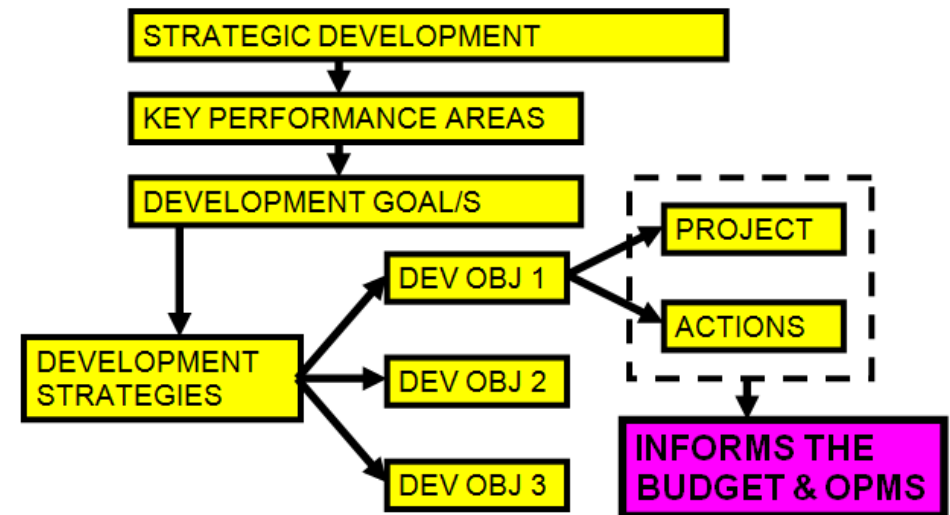 STRATEGIC DEVELOPMENT
KEY PERFORMANCE AREAS
DEVELOPMENT GOAL/S
PROJECT
DEV OBJ 1
ACTIONS
DEVELOPMENT
STRATEGIES
DEV OBJ 2
DEV OBJ 3
INFORMS THE
BUDGET & OPMS